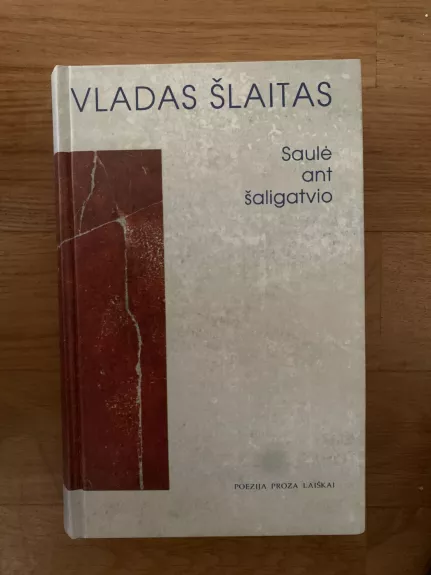 VLADAS ŠLAITAS
Saulė
ant
šaligatvio
POEZIJA PROZA LAIŠKAI